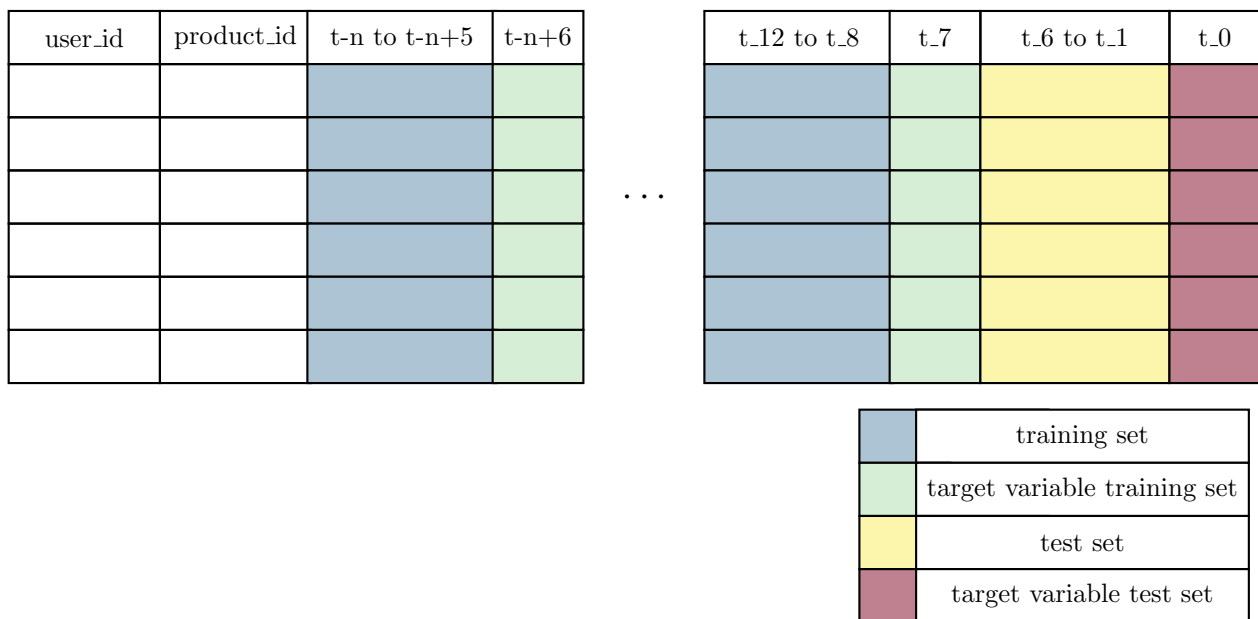 user_id product_id t-n to t-n+5 t-n+6 t_12 to t_8 t_7 t_6 to t_1 t_0
...
training set
target variable training set
test set
target variable test set